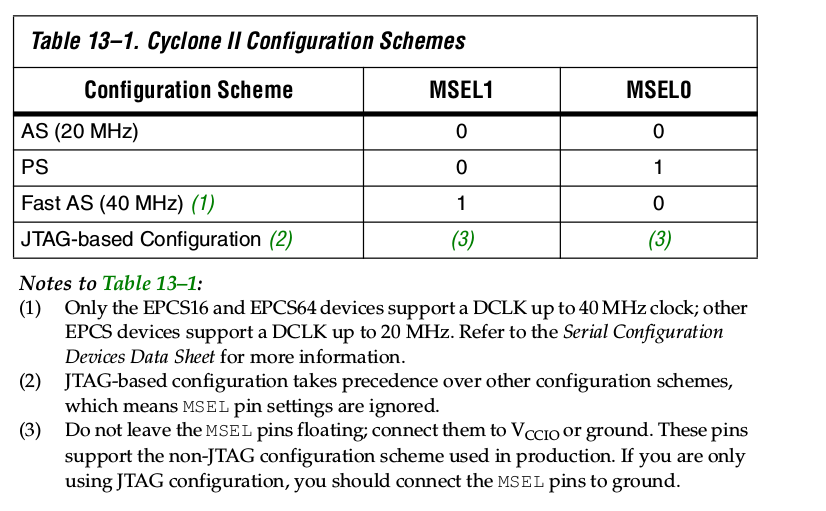 Table 13–1. Cyclone II Configuration Schemes
Configuration Scheme MSEL1 MSEL0
AS (20 MHz) 0 0
PS 0 1
Fast AS (40 MHz) (1) 1 0
JTAG-based Configuration (2) (3) (3)
Notes to Table 13–1:
(1) Only the EPCS16 and EPCS64 devices support a DCLK up to 40 MHz clock; other
EPCS devices support a DCLK up to 20 MHz. Refer to the Serial Configuration
Devices Data Sheet for more information.
(2) JTAG-based configuration takes precedence over other configuration schemes,
which means MSEL pin settings are ignored.
(3) Do not leave the MSEL pins floating; connect them to VCCIO or ground. These pins
support the non-JTAG configuration scheme used in production. If you are only
using JTAG configuration, you should connect the MSEL pins to ground.